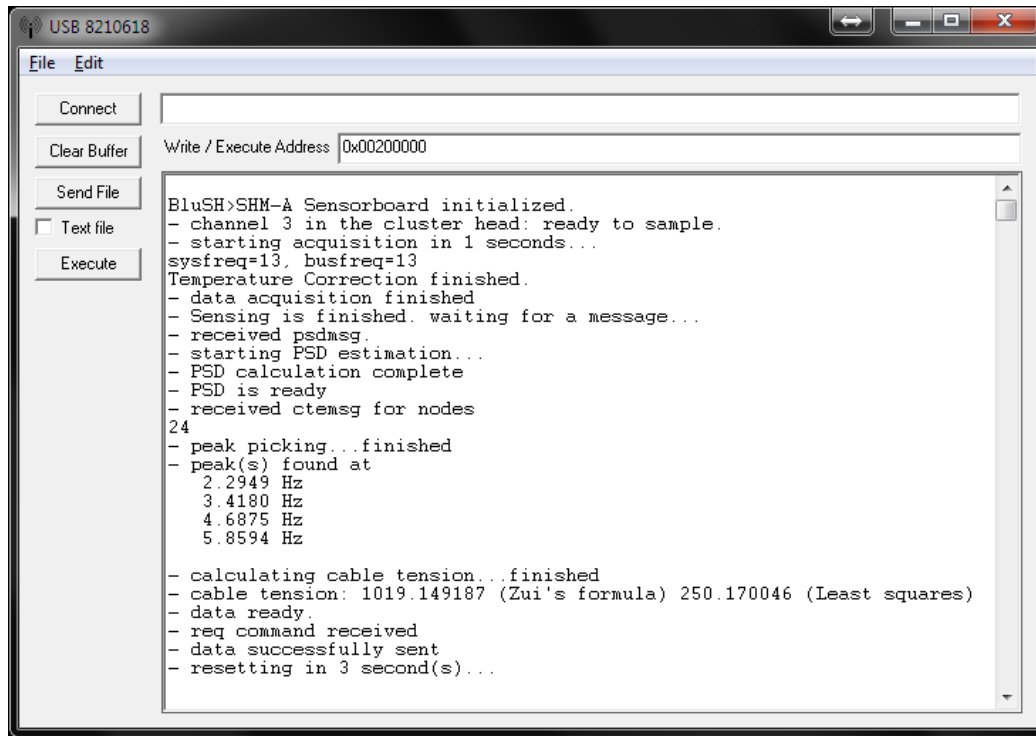 USB 8210618
File Edit
Connect
Clear Buffer
Write / Execute Address 0x00200000
Send File
Text file
Execute
BluSH>SHM-A Sensorboard initialized.
- channel 3 in the cluster head: ready to sample.
- starting acquisition in 1 seconds...
sysfreq=13, busfreq=13
Temperature Correction finished.
- data acquisition finished
- Sensing is finished. waiting for a message...
- received psdmsg.
- starting PSD estimation...
- PSD calculation complete
- PSD is ready
- received ctemsg for nodes
24
- peak picking...finished
- peak(s) found at
2.2949 Hz
3.4180 Hz
4.6875 Hz
5.8594 Hz
- calculating cable tension...finished
- cable tension: 1019.149187 (Zui's formula) 250.170046 (Least squares)
- data ready.
- req command received
- data successfully sent
- resetting in 3 second(s)...